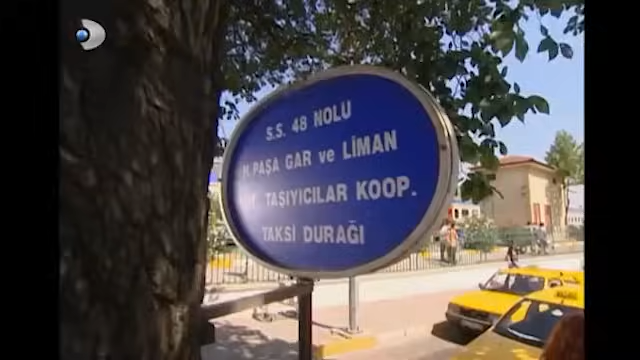 S.S. 48 NOLU
H.PAŞA GAR ve LİMAN
TAŞIYICILAR KOOP.
TAKSİ DURAĞI